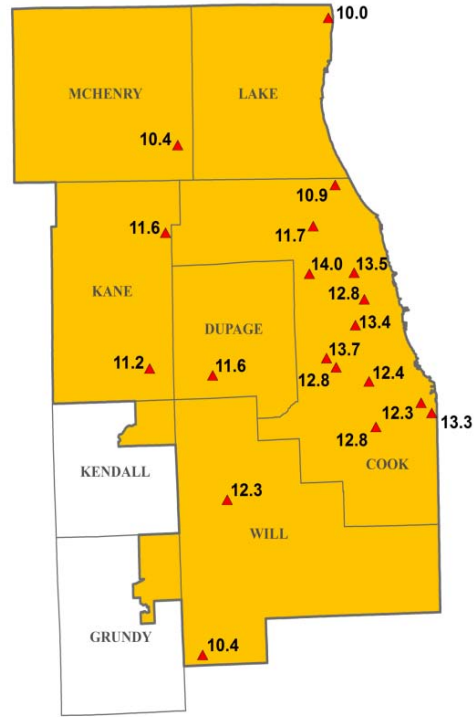 10.0
MCHENRY
LAKE
10.4
10.9
11.6
11.7
14.0
13.5
KANE
12.8
DUPAGE
13.4
13.7
11.2
11.6
12.8
12.4
12.3
13.3
12.8
KENDALL
COOK
12.3
WILL
GRUNDY
10.4